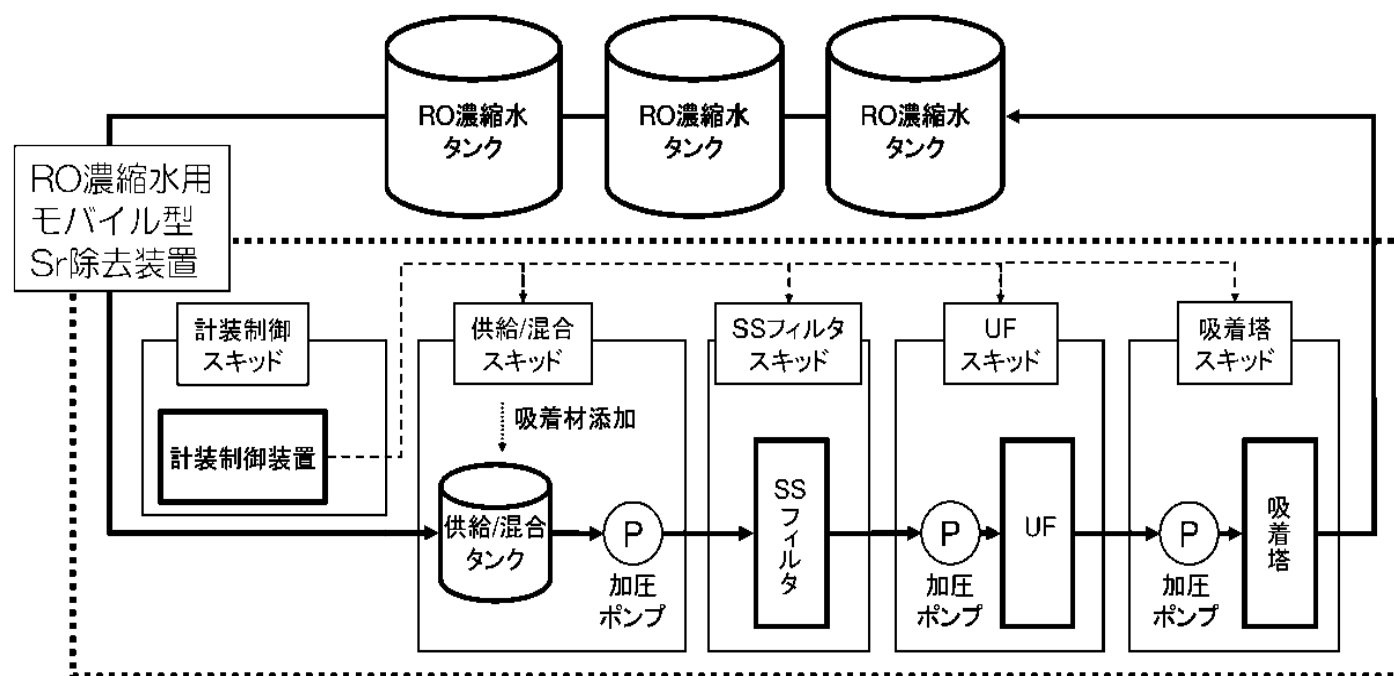 RO濃縮水
タンク
RO濃縮水
タンク
RO濃縮水
タンク
RO濃縮水用
モバイル型
Sr除去装置
計装制御
スキッド
供給/混合
スキッド
SSフィルタ
スキッド
UF
スキッド
吸着塔
スキッド
吸着材添加
計装制御装置
供給/混合
タンク
P
加圧
ポンプ
SSフィルタ
P
加圧
ポンプ
UF
P
加圧
ポンプ
吸着塔